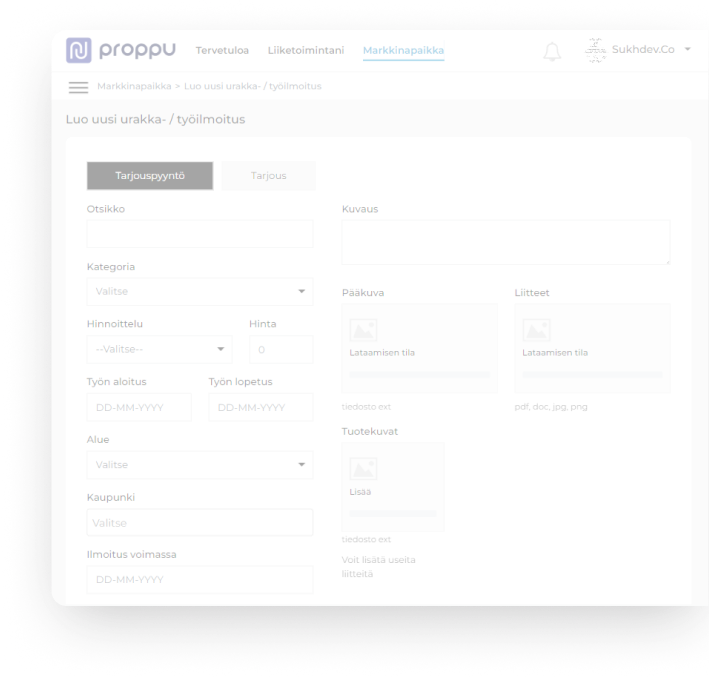 proppu Tervetuloa Liiketoimintani Markkinapaikka Sukhdev.Co
Markkinapaikka > Luo uusi urakka- / työilmoitus
Luo uusi urakka- / työilmoitus
Tarjouspyyntö Tarjous
Otsikko
Kategoria
Valitse
Hinnoittelu Hinta
--Valitse-- 0
Työn aloitus Työn lopetus
DD-MM-YYYY DD-MM-YYYY
Alue
Valitse
Kaupunki
Valitse
Ilmoitus voimassa
DD-MM-YYYY
Kuvaus
Pääkuva Liitteet
Lataamisen tila Lataamisen tila
tiedosto ext pdf, doc, jpg, png
Tuotekuvat
Lisää
tiedosto ext
Voit lisätä useita
liitteitä